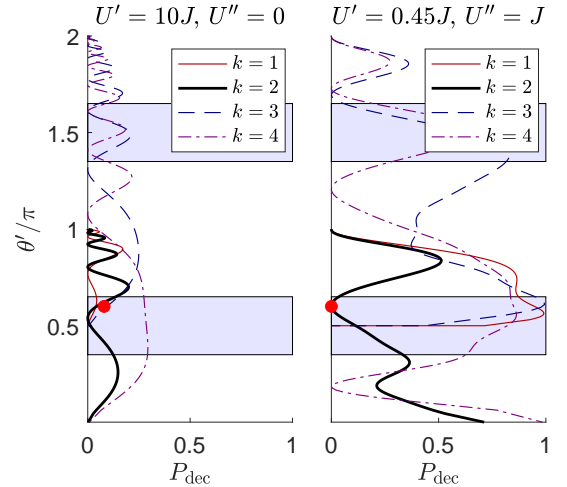 U′ = 10J, U″ = 0
U′ = 0.45J, U″ = J
θ′/π
2
1.5
1
0.5
k = 1
k = 2
k = 3
k = 4
k = 1
k = 2
k = 3
k = 4
0 0.5 1
0 0.5 1
P_dec
P_dec